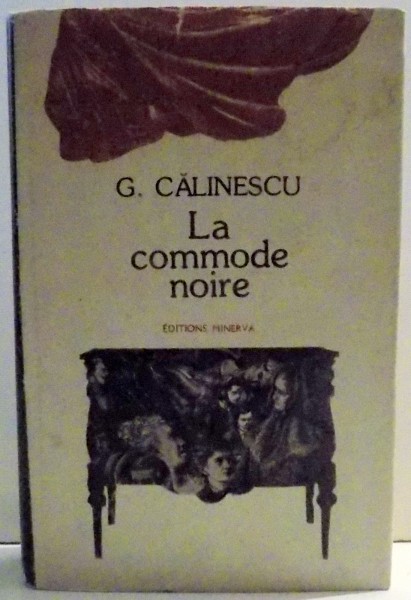 G. CĂLINESCU
La
commode
noire
ÉDITIONS MINERVA